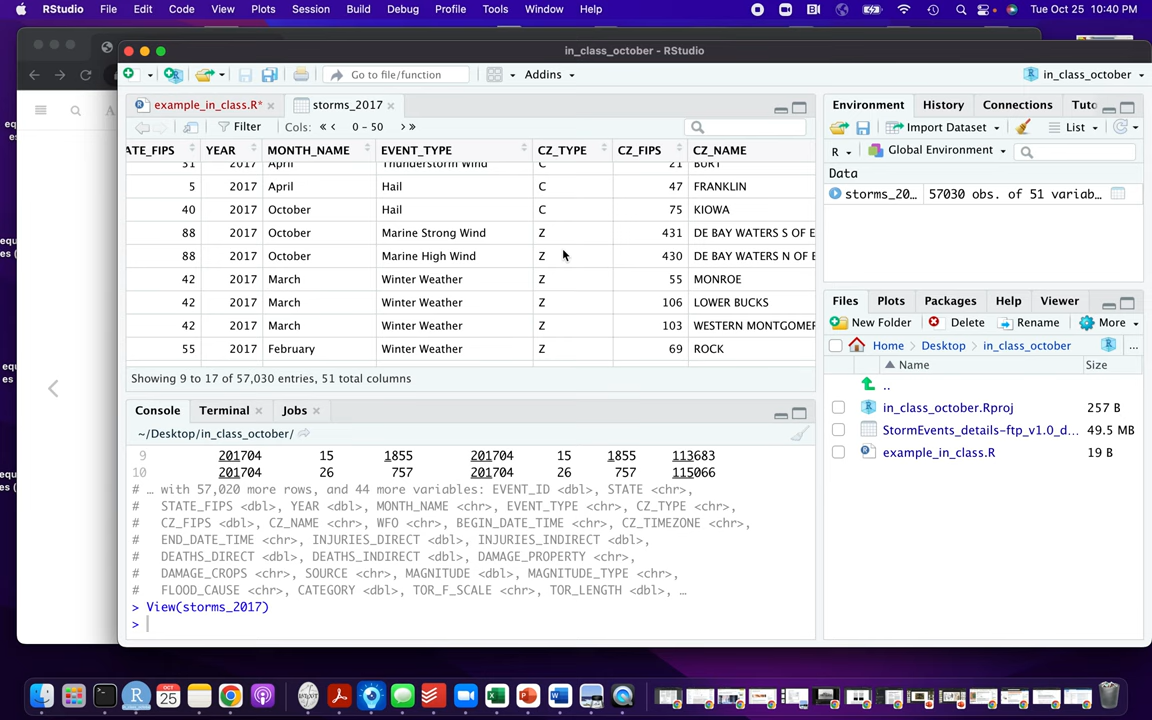 RStudio File Edit Code View Plots Session Build Debug Profile Tools Window Help Tue Oct 25 10:40 PM
in_class_october - RStudio
Go to file/function Addins in_class_october
example_in_class.R* storms_2017
Filter Cols: « ‹ 0 - 50 › »
ATE_FIPS YEAR MONTH_NAME EVENT_TYPE CZ_TYPE CZ_FIPS CZ_NAME
31 2017 April Thunderstorm Wind C 21 BURT
5 2017 April Hail C 47 FRANKLIN
40 2017 October Hail C 75 KIOWA
88 2017 October Marine Strong Wind Z 431 DE BAY WATERS S OF E
88 2017 October Marine High Wind Z 430 DE BAY WATERS N OF E
42 2017 March Winter Weather Z 55 MONROE
42 2017 March Winter Weather Z 106 LOWER BUCKS
42 2017 March Winter Weather Z 103 WESTERN MONTGOMER
55 2017 February Winter Weather Z 69 ROCK
Showing 9 to 17 of 57,030 entries, 51 total columns
Console Terminal Jobs
~/Desktop/in_class_october/
9 201704 15 1855 201704 15 1855 113683
10 201704 26 757 201704 26 757 115066
# … with 57,020 more rows, and 44 more variables: EVENT_ID <dbl>, STATE <chr>,
# STATE_FIPS <dbl>, YEAR <dbl>, MONTH_NAME <chr>, EVENT_TYPE <chr>, CZ_TYPE <chr>,
# CZ_FIPS <dbl>, CZ_NAME <chr>, WFO <chr>, BEGIN_DATE_TIME <chr>, CZ_TIMEZONE <chr>,
# END_DATE_TIME <chr>, INJURIES_DIRECT <dbl>, INJURIES_INDIRECT <dbl>,
# DEATHS_DIRECT <dbl>, DEATHS_INDIRECT <dbl>, DAMAGE_PROPERTY <chr>,
# DAMAGE_CROPS <chr>, SOURCE <chr>, MAGNITUDE <dbl>, MAGNITUDE_TYPE <chr>,
# FLOOD_CAUSE <chr>, CATEGORY <dbl>, TOR_F_SCALE <chr>, TOR_LENGTH <dbl>, …
> View(storms_2017)
>
Environment History Connections Tuto
Import Dataset List
R Global Environment
Data
storms_20… 57030 obs. of 51 variab…
Files Plots Packages Help Viewer
New Folder Delete Rename More
Home Desktop in_class_october ...
Name Size
..
in_class_october.Rproj 257 B
StormEvents_details-ftp_v1.0_d... 49.5 MB
example_in_class.R 19 B